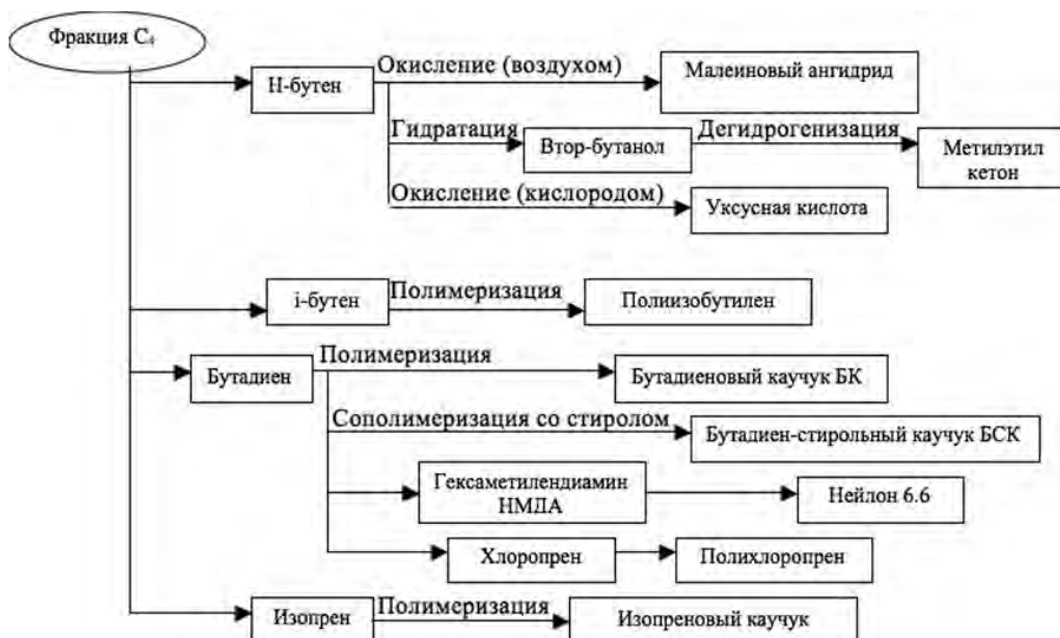 Фракция C₄
Окисление (воздухом)
Н-бутен
Малеиновый ангидрид
Гидратация
Втор-бутанол
Дегидрогенизация
Метилэтил
кетон
Окисление (кислородом)
Уксусная кислота
i-бутен
Полимеризация
Полиизобутилен
Бутадиен
Полимеризация
Бутадиеновый каучук БК
Сополимеризация со стиролом
Бутадиен-стирольный каучук БСК
Гексаметилендиамин
НМДА
Нейлон 6.6
Хлоропрен
Полихлоропрен
Изопрен
Полимеризация
Изопреновый каучук